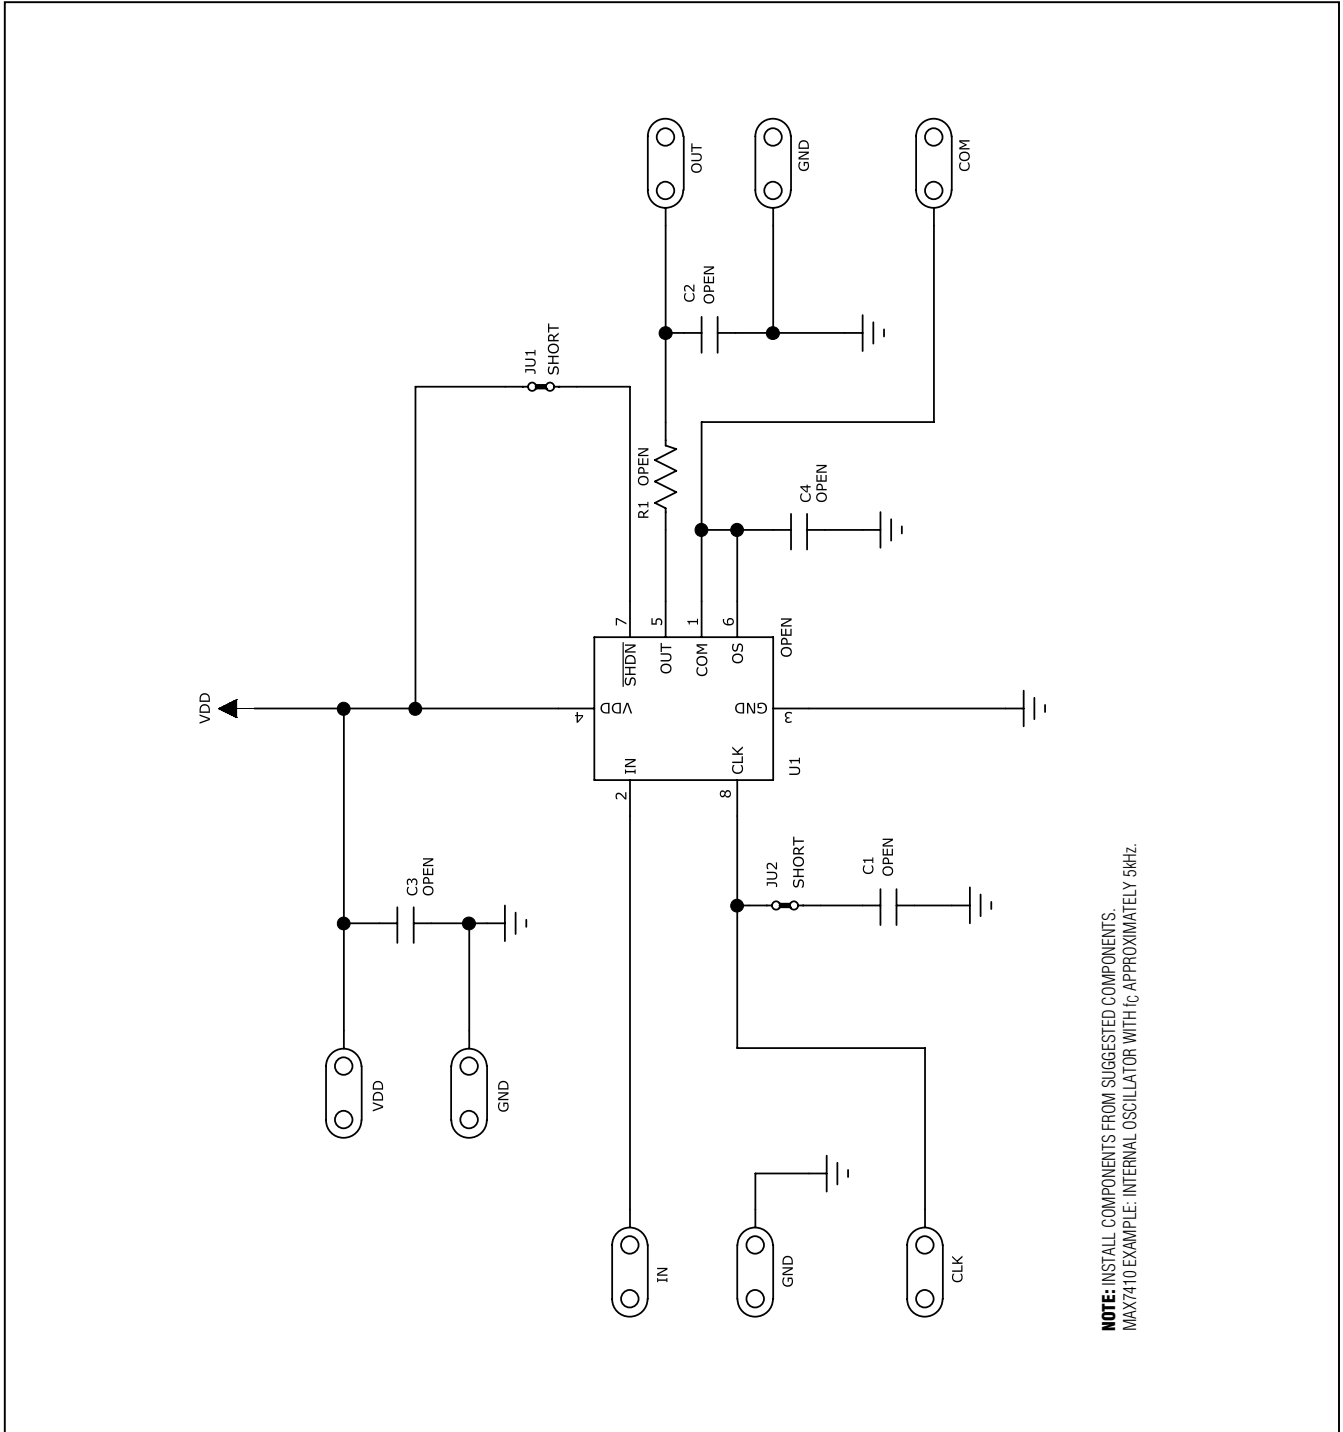 VDD
VDD
GND
C3
OPEN
JU1
SHORT
4
VDD
2
IN
SHDN
7
OUT
5
R1 OPEN
OUT
C2
OPEN
GND
IN
COM
1
OS
6
C4
OPEN
COM
CLK
8
GND
3
U1
OPEN
JU2
SHORT
C1
OPEN
GND
CLK
NOTE: INSTALL COMPONENTS FROM SUGGESTED COMPONENTS.
MAX7410 EXAMPLE: INTERNAL OSCILLATOR WITH fC APPROXIMATELY 5kHz.